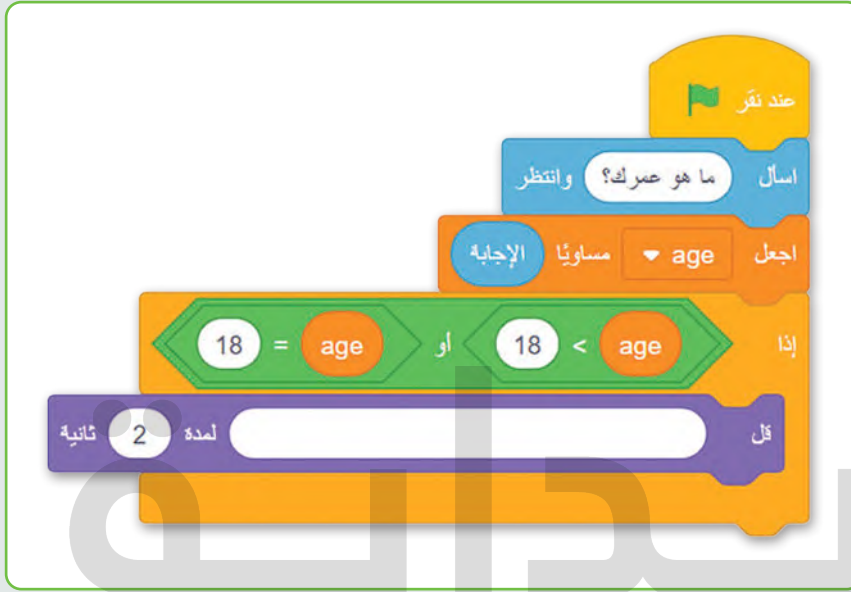 عند نقر
اسأل ما هو عمرك؟ وانتظر
اجعل age مساويًا الإجابة
إذا age < 18 أو age = 18
قل لمدة 2 ثانية